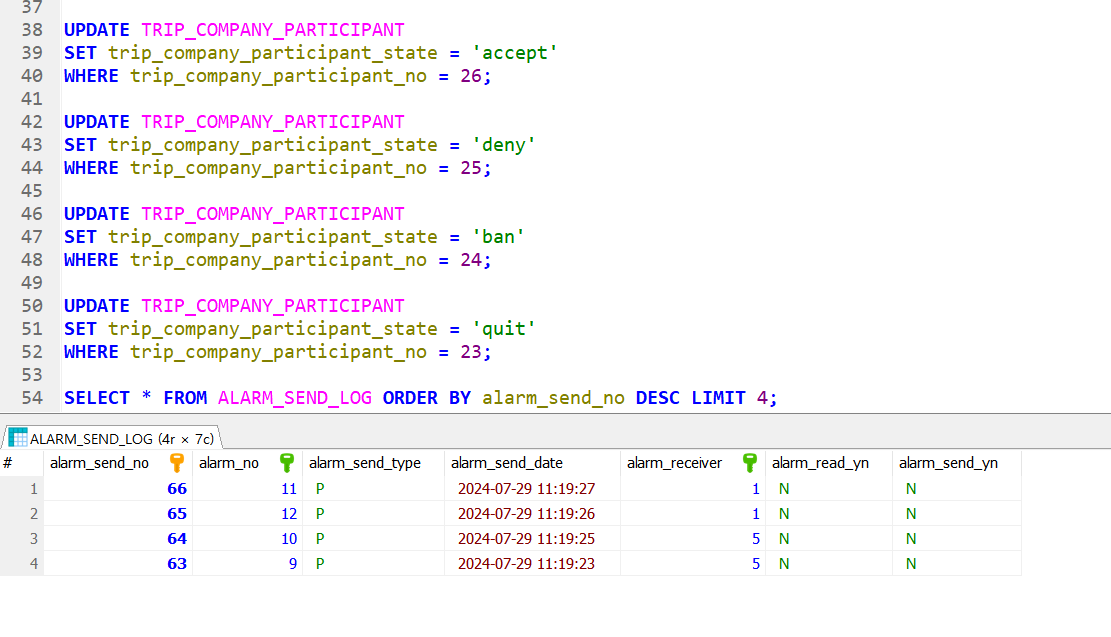 37
38 UPDATE TRIP_COMPANY_PARTICIPANT
39 SET trip_company_participant_state = 'accept'
40 WHERE trip_company_participant_no = 26;
41
42 UPDATE TRIP_COMPANY_PARTICIPANT
43 SET trip_company_participant_state = 'deny'
44 WHERE trip_company_participant_no = 25;
45
46 UPDATE TRIP_COMPANY_PARTICIPANT
47 SET trip_company_participant_state = 'ban'
48 WHERE trip_company_participant_no = 24;
49
50 UPDATE TRIP_COMPANY_PARTICIPANT
51 SET trip_company_participant_state = 'quit'
52 WHERE trip_company_participant_no = 23;
53
54 SELECT * FROM ALARM_SEND_LOG ORDER BY alarm_send_no DESC LIMIT 4;
ALARM_SEND_LOG (4r × 7c)
# alarm_send_no alarm_no alarm_send_type alarm_send_date alarm_receiver alarm_read_yn alarm_send_yn
1 66 11 P 2024-07-29 11:19:27 1 N N
2 65 12 P 2024-07-29 11:19:26 1 N N
3 64 10 P 2024-07-29 11:19:25 5 N N
4 63 9 P 2024-07-29 11:19:23 5 N N